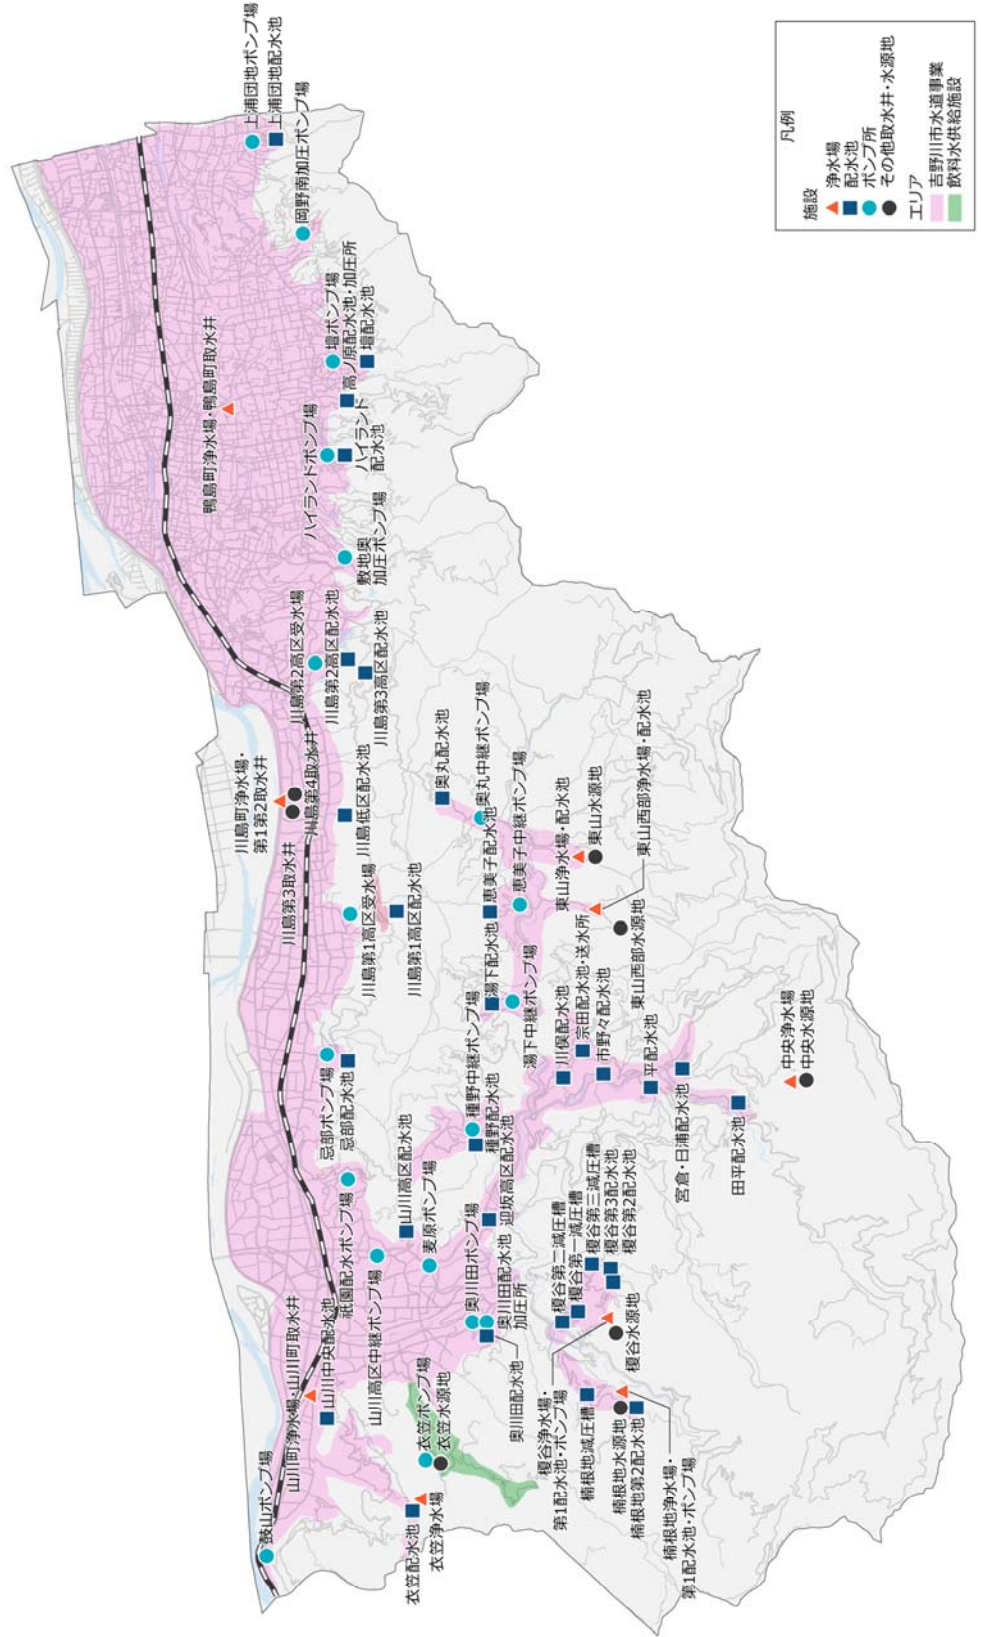 上浦団地ポンプ場
上浦団地配水池
岡野南加圧ポンプ場
壇ポンプ場
高ノ原配水池・加圧所
壇配水池
鴨島町浄水場・鴨島町取水井
ハイランドポンプ場
ハイランド
配水池
敷地奥
加圧ポンプ場
川島第2高区受水場
川島第2高区配水池
川島第3高区配水池
川島町浄水場・
第1第2取水井
川島第4取水井
川島第3取水井
川島低区配水池
川島第1高区受水場
川島第1高区配水池
奥丸配水池
奥丸中継ポンプ場
恵美子配水池
恵美子中継ポンプ場
東山浄水場・配水池
東山水源地
東山西部浄水場・配水池
東山西部水源地
湯下配水池
湯下中継ポンプ場
川俣配水池
宗田配水池・送水所
市野々配水池
平配水池
宮倉・日浦配水池
田平配水池
中央浄水場
中央水源地
忌部ポンプ場
忌部配水池
種野中継ポンプ場
種野配水池
迎坂高区配水池
祇園配水ポンプ場
山川高区配水池
麦原ポンプ場
山川高区中継ポンプ場
奥川田ポンプ場
奥川田配水池
加圧所
奥川田配水池
榎谷第二減圧槽
榎谷第一減圧槽
榎谷第三減圧槽
榎谷第3配水池
榎谷第2配水池
榎谷水源地
榎谷浄水場・
第1配水池・ポンプ場
楠根地減圧槽
楠根地水源地
楠根地第2配水池
楠根地浄水場・
第1配水池・ポンプ場
山川町浄水場・山川町取水井
山川中央配水池
鼓山ポンプ場
衣笠ポンプ場
衣笠水源地
衣笠配水池
衣笠浄水場
凡例
施設
浄水場
配水池
ポンプ所
その他取水井・水源地
エリア
吉野川市水道事業
飲料水供給施設